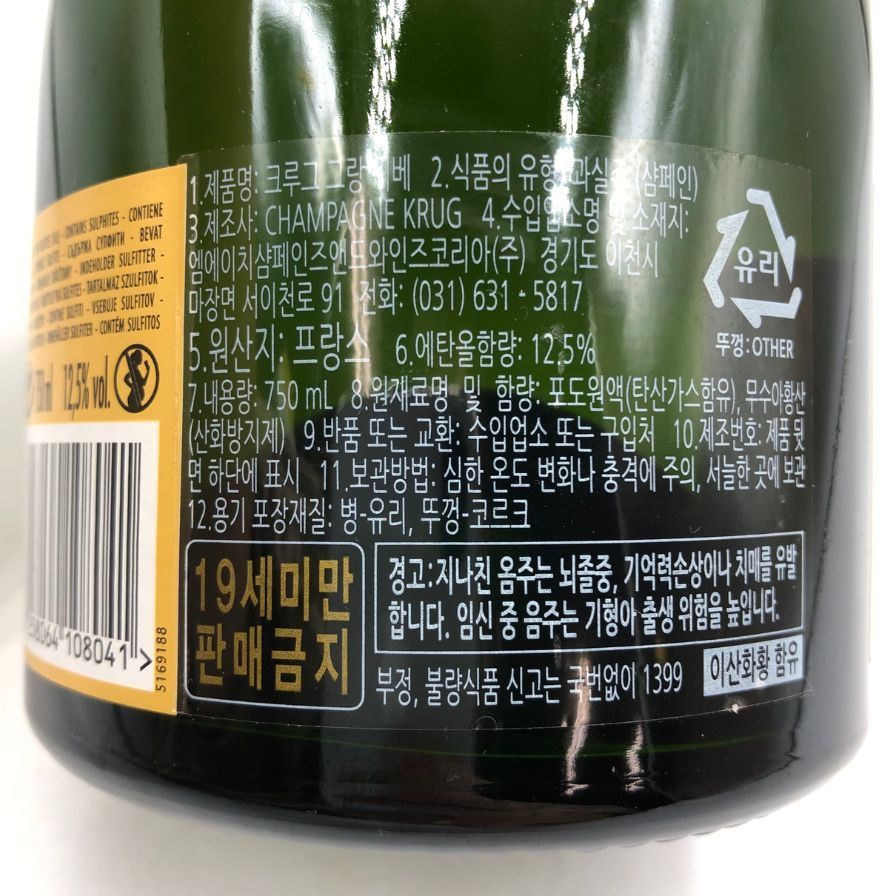 CONTAINS SULPHITES - CONTIENE
СЪДЪРЖА СУЛФИТИ - BEVAT
INDEHOLDER SULFITTER -
SULFITES - TARTALMAZ SZULFITOK -
SULFITI - VSEBUJE SULFITOV -
INNEHÅLLER SULFITER - CONTÉM SULFITOS
12,5% vol.
108041 >
5169188
1.제품명: 크루그 그랑 베 2.식품의 유형: 과실주 (샴페인)
3.제조사: CHAMPAGNE KRUG 4.수입업소명 및 소재지:
엠에이치샴페인즈앤드와인즈코리아(주) 경기도 이천시
마장면 서이천로 91 전화: (031) 631 - 5817
5.원산지: 프랑스 6.에탄올함량: 12.5%
7.내용량: 750 mL 8.원재료명 및 함량: 포도원액(탄산가스함유), 무수아황산
(산화방지제) 9.반품 또는 교환: 수입업소 또는 구입처 10.제조번호: 제품 뒷
면 하단에 표시 11.보관방법: 심한 온도 변화나 충격에 주의, 서늘한 곳에 보관
12.용기 포장재질: 병-유리, 뚜껑-코르크
유리
뚜껑: OTHER
19세미만
판매금지
경고:지나친 음주는 뇌졸중, 기억력손상이나 치매를 유발
합니다. 임신 중 음주는 기형아 출생 위험을 높입니다.
부정, 불량식품 신고는 국번없이 1399
이산화황 함유